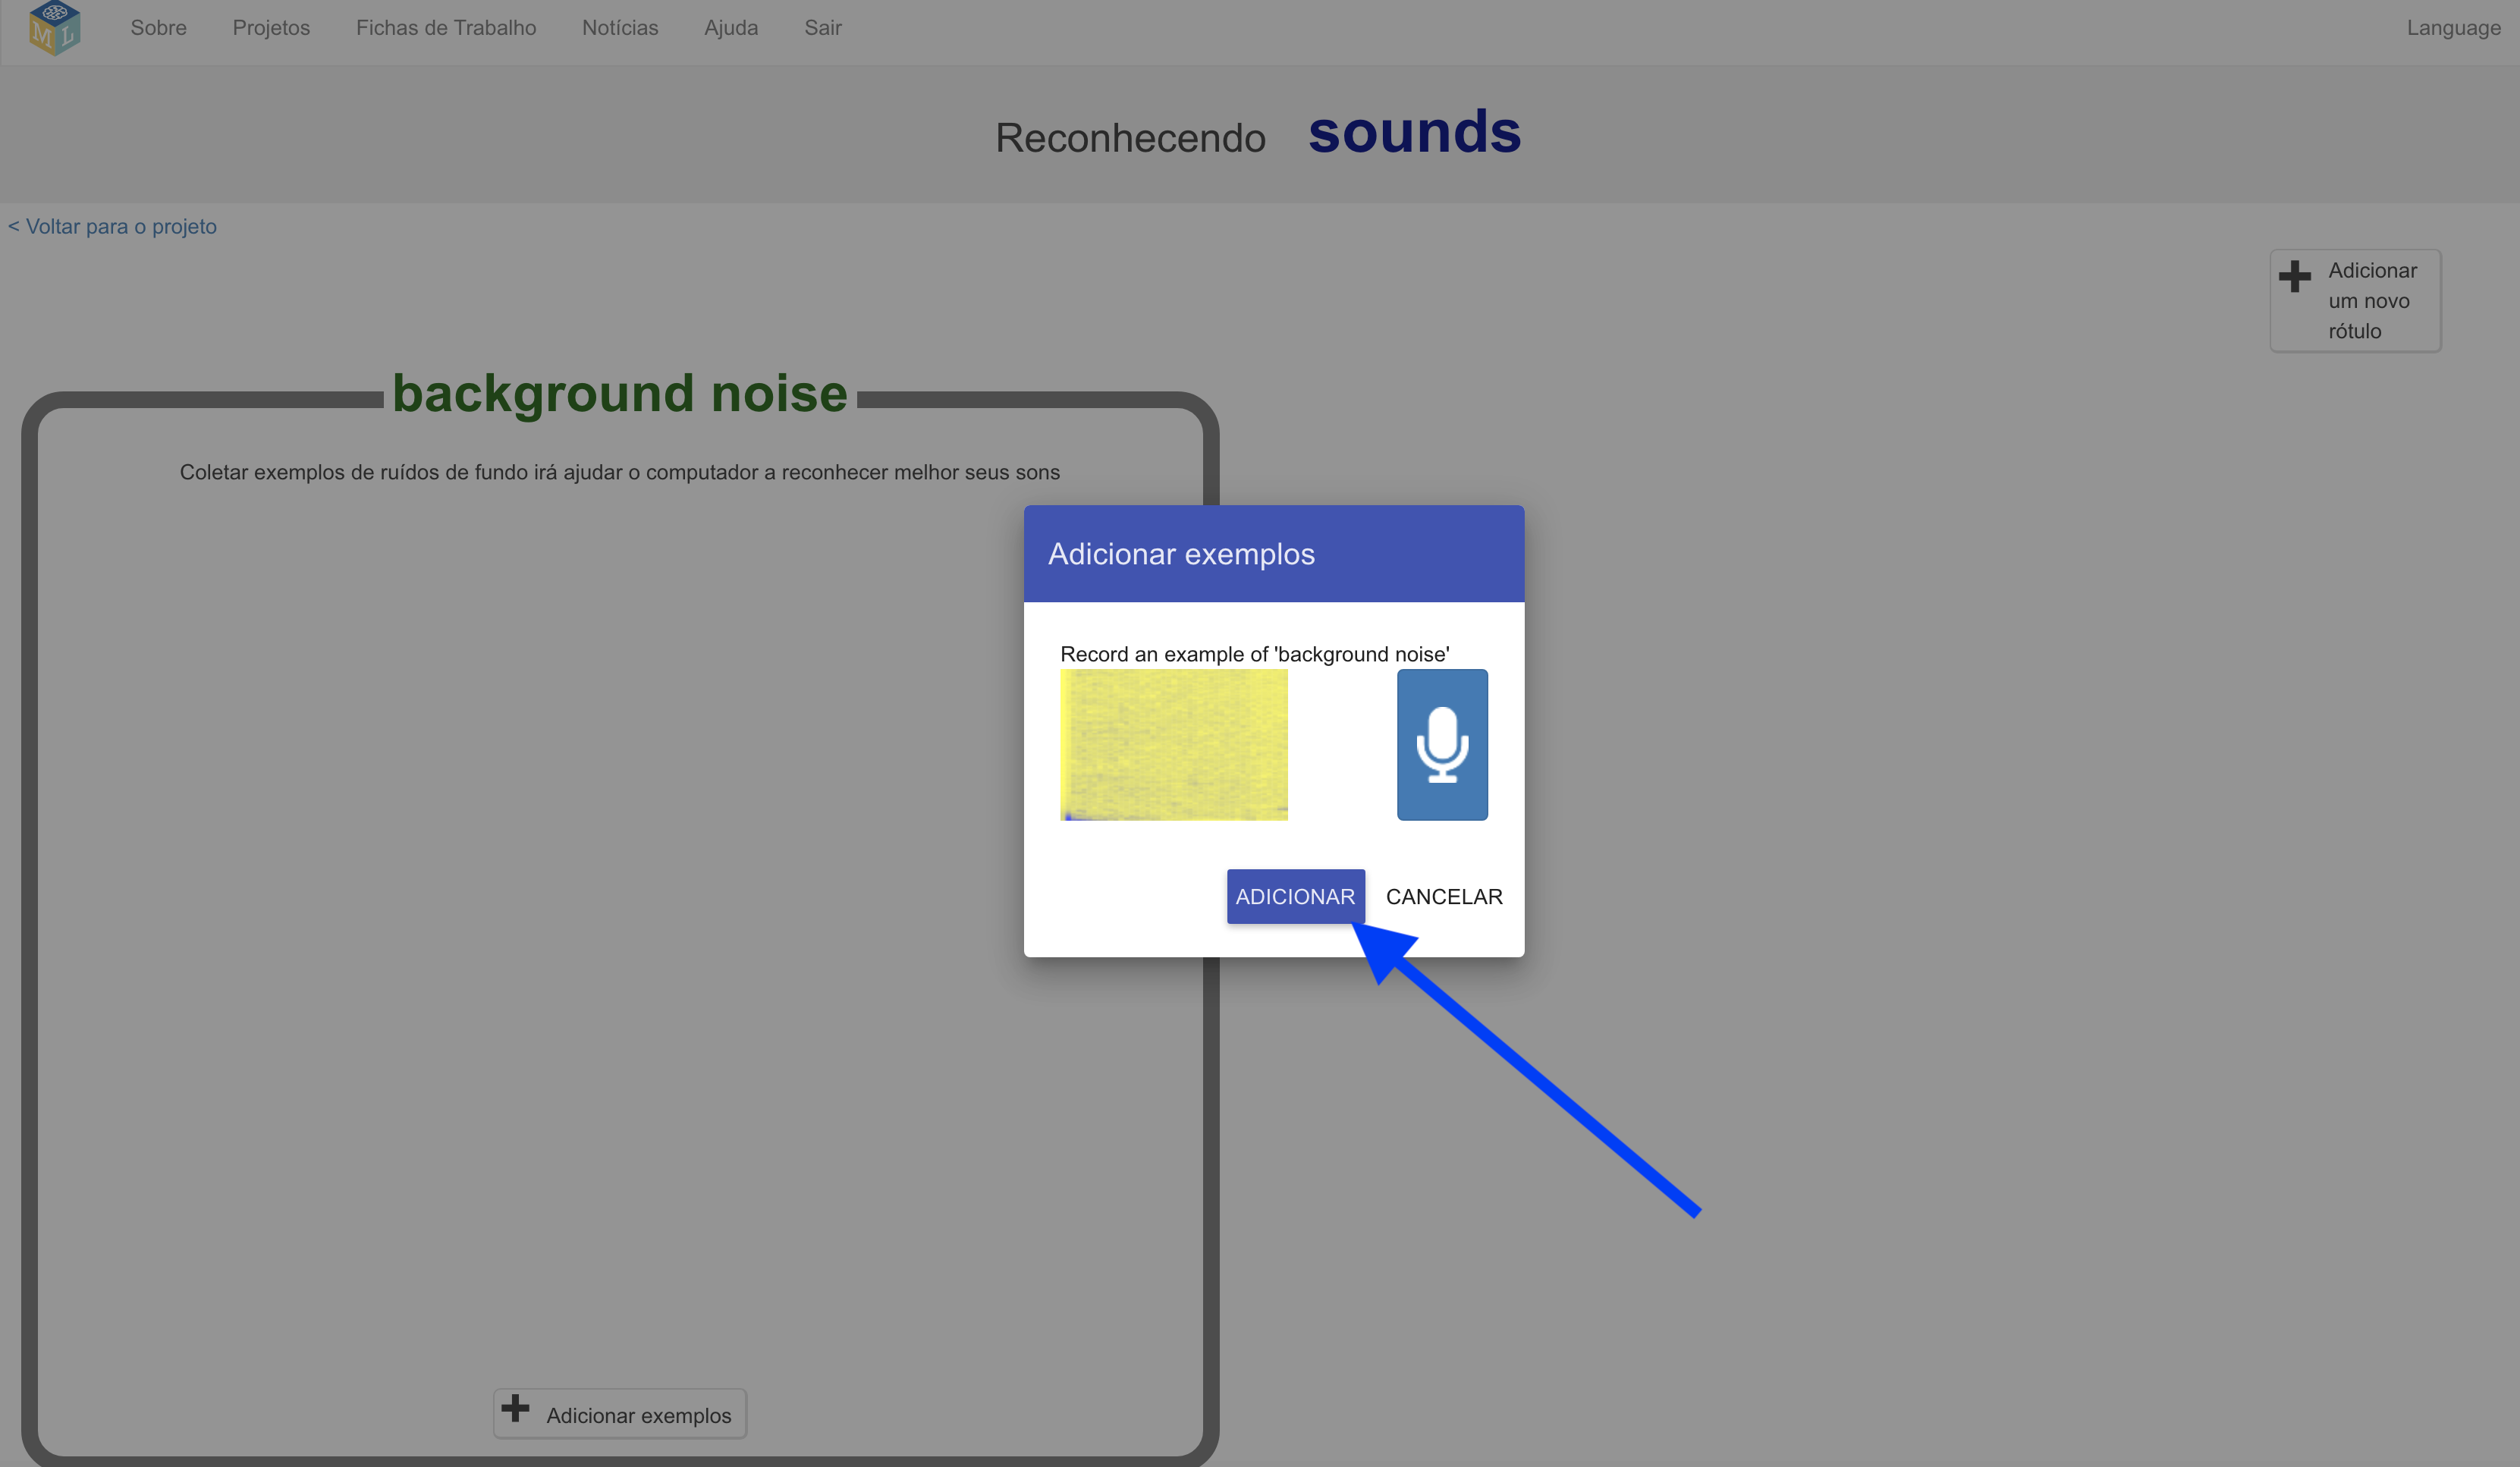 M L
Sobre Projetos Fichas de Trabalho Notícias Ajuda Sair Language
Reconhecendo sounds
< Voltar para o projeto
Adicionar
um novo
rótulo
background noise
Coletar exemplos de ruídos de fundo irá ajudar o computador a reconhecer melhor seus sons
Adicionar exemplos
Record an example of 'background noise'
ADICIONAR CANCELAR
Adicionar exemplos